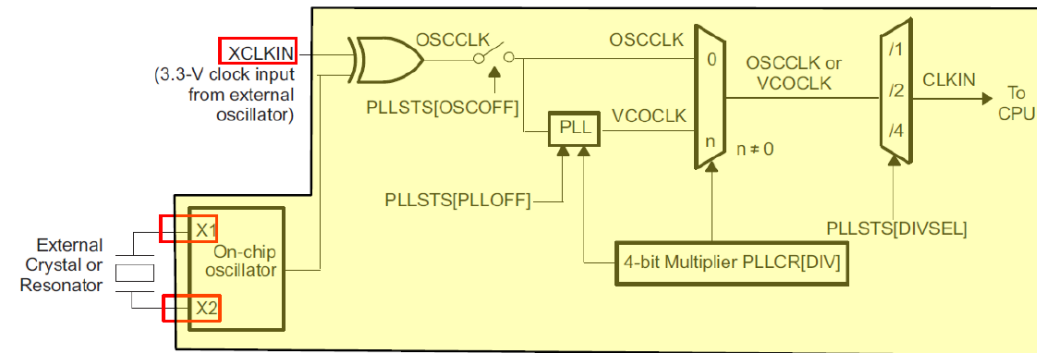 XCLKIN
(3.3-V clock input
from external
oscillator)
OSCCLK
PLLSTS[OSCOFF]
OSCCLK
0
PLL
VCOCLK
n
n ≠ 0
OSCCLK or
VCOCLK
/1
/2
/4
CLKIN
To
CPU
PLLSTS[PLLOFF]
PLLSTS[DIVSEL]
4-bit Multiplier PLLCR[DIV]
External
Crystal or
Resonator
X1
On-chip
oscillator
X2